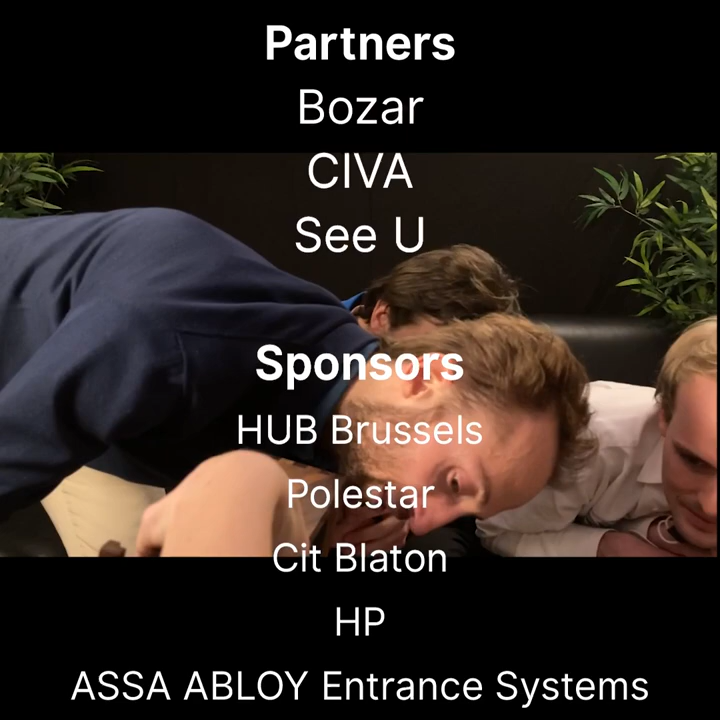 Partners
Bozar
CIVA
See U
Sponsors
HUB Brussels
Polestar
Cit Blaton
HP
ASSA ABLOY Entrance Systems